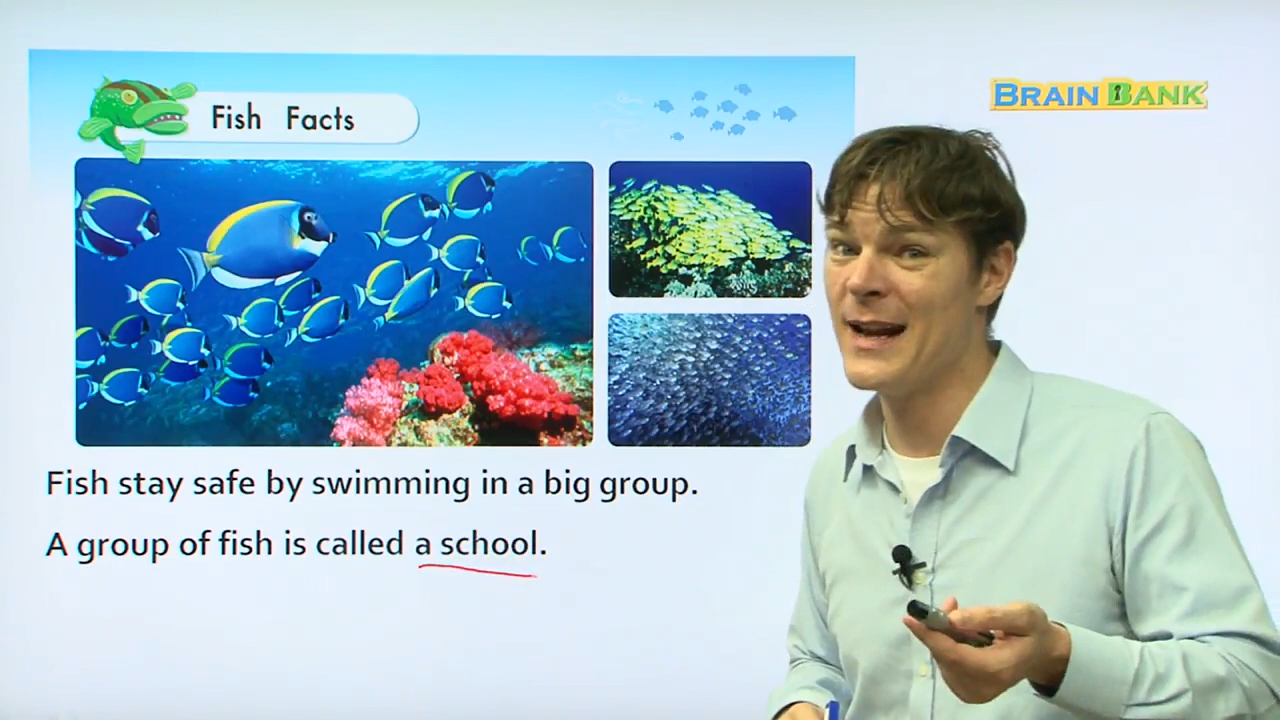 BRAIN BANK
Fish Facts
Fish stay safe by swimming in a big group.
A group of fish is called a school.